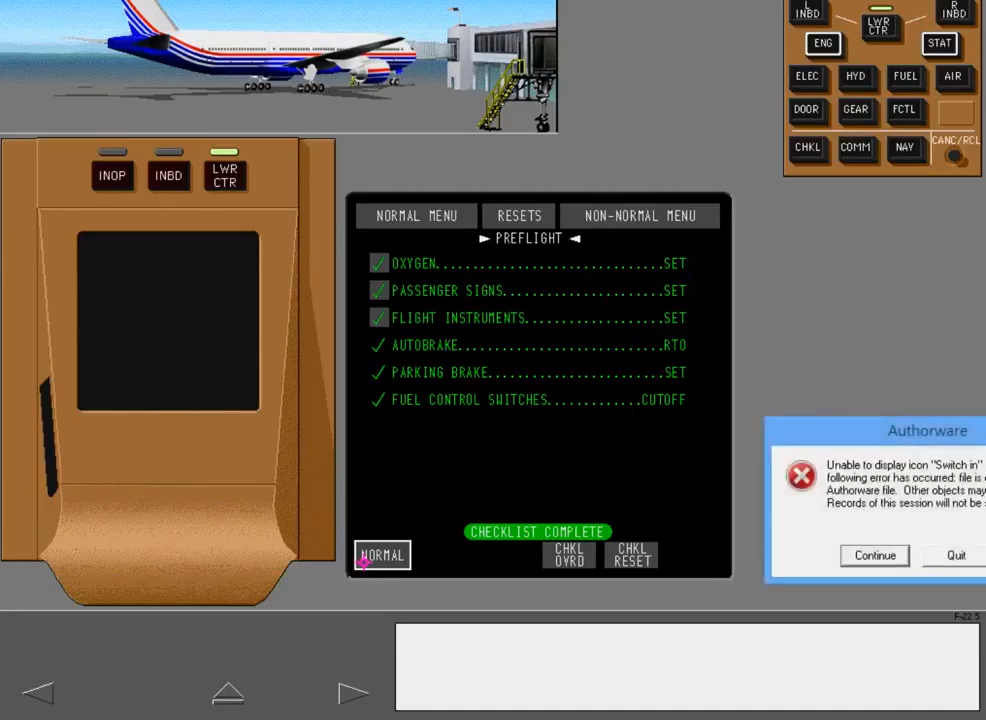 L
INBD
LWR
CTR
R
INBD
ENG
STAT
ELEC
HYD
FUEL
AIR
DOOR
GEAR
FCTL
CHKL
COMM
NAV
CANC/RCL
INOP
INBD
LWR
CTR
NORMAL MENU
RESETS
NON-NORMAL MENU
► PREFLIGHT ◄
OXYGEN.............................SET
PASSENGER SIGNS.....................SET
FLIGHT INSTRUMENTS..................SET
AUTOBRAKE..........................RTO
PARKING BRAKE.......................SET
FUEL CONTROL SWITCHES............CUTOFF
CHECKLIST COMPLETE
NORMAL
CHKL
OVRD
CHKL
RESET
Authorware
Unable to display icon "Switch in"
following error has occurred: file is
Authorware file. Other objects may
Records of this session will not be
Continue
Quit
F-22.5